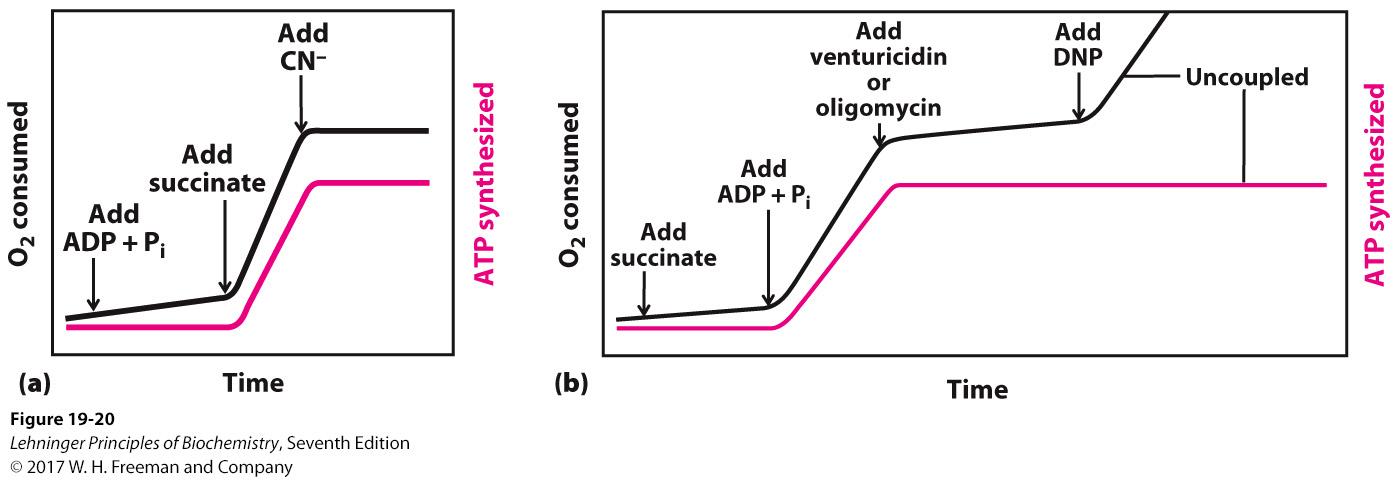 O₂ consumed
Add
ADP + Pᵢ
Add
succinate
Add
CN⁻
ATP synthesized
(a)
Time
O₂ consumed
Add
succinate
Add
ADP + Pᵢ
Add
venturicidin
or
oligomycin
Add
DNP
Uncoupled
ATP synthesized
(b)
Time
Figure 19-20
Lehninger Principles of Biochemistry, Seventh Edition
© 2017 W. H. Freeman and Company